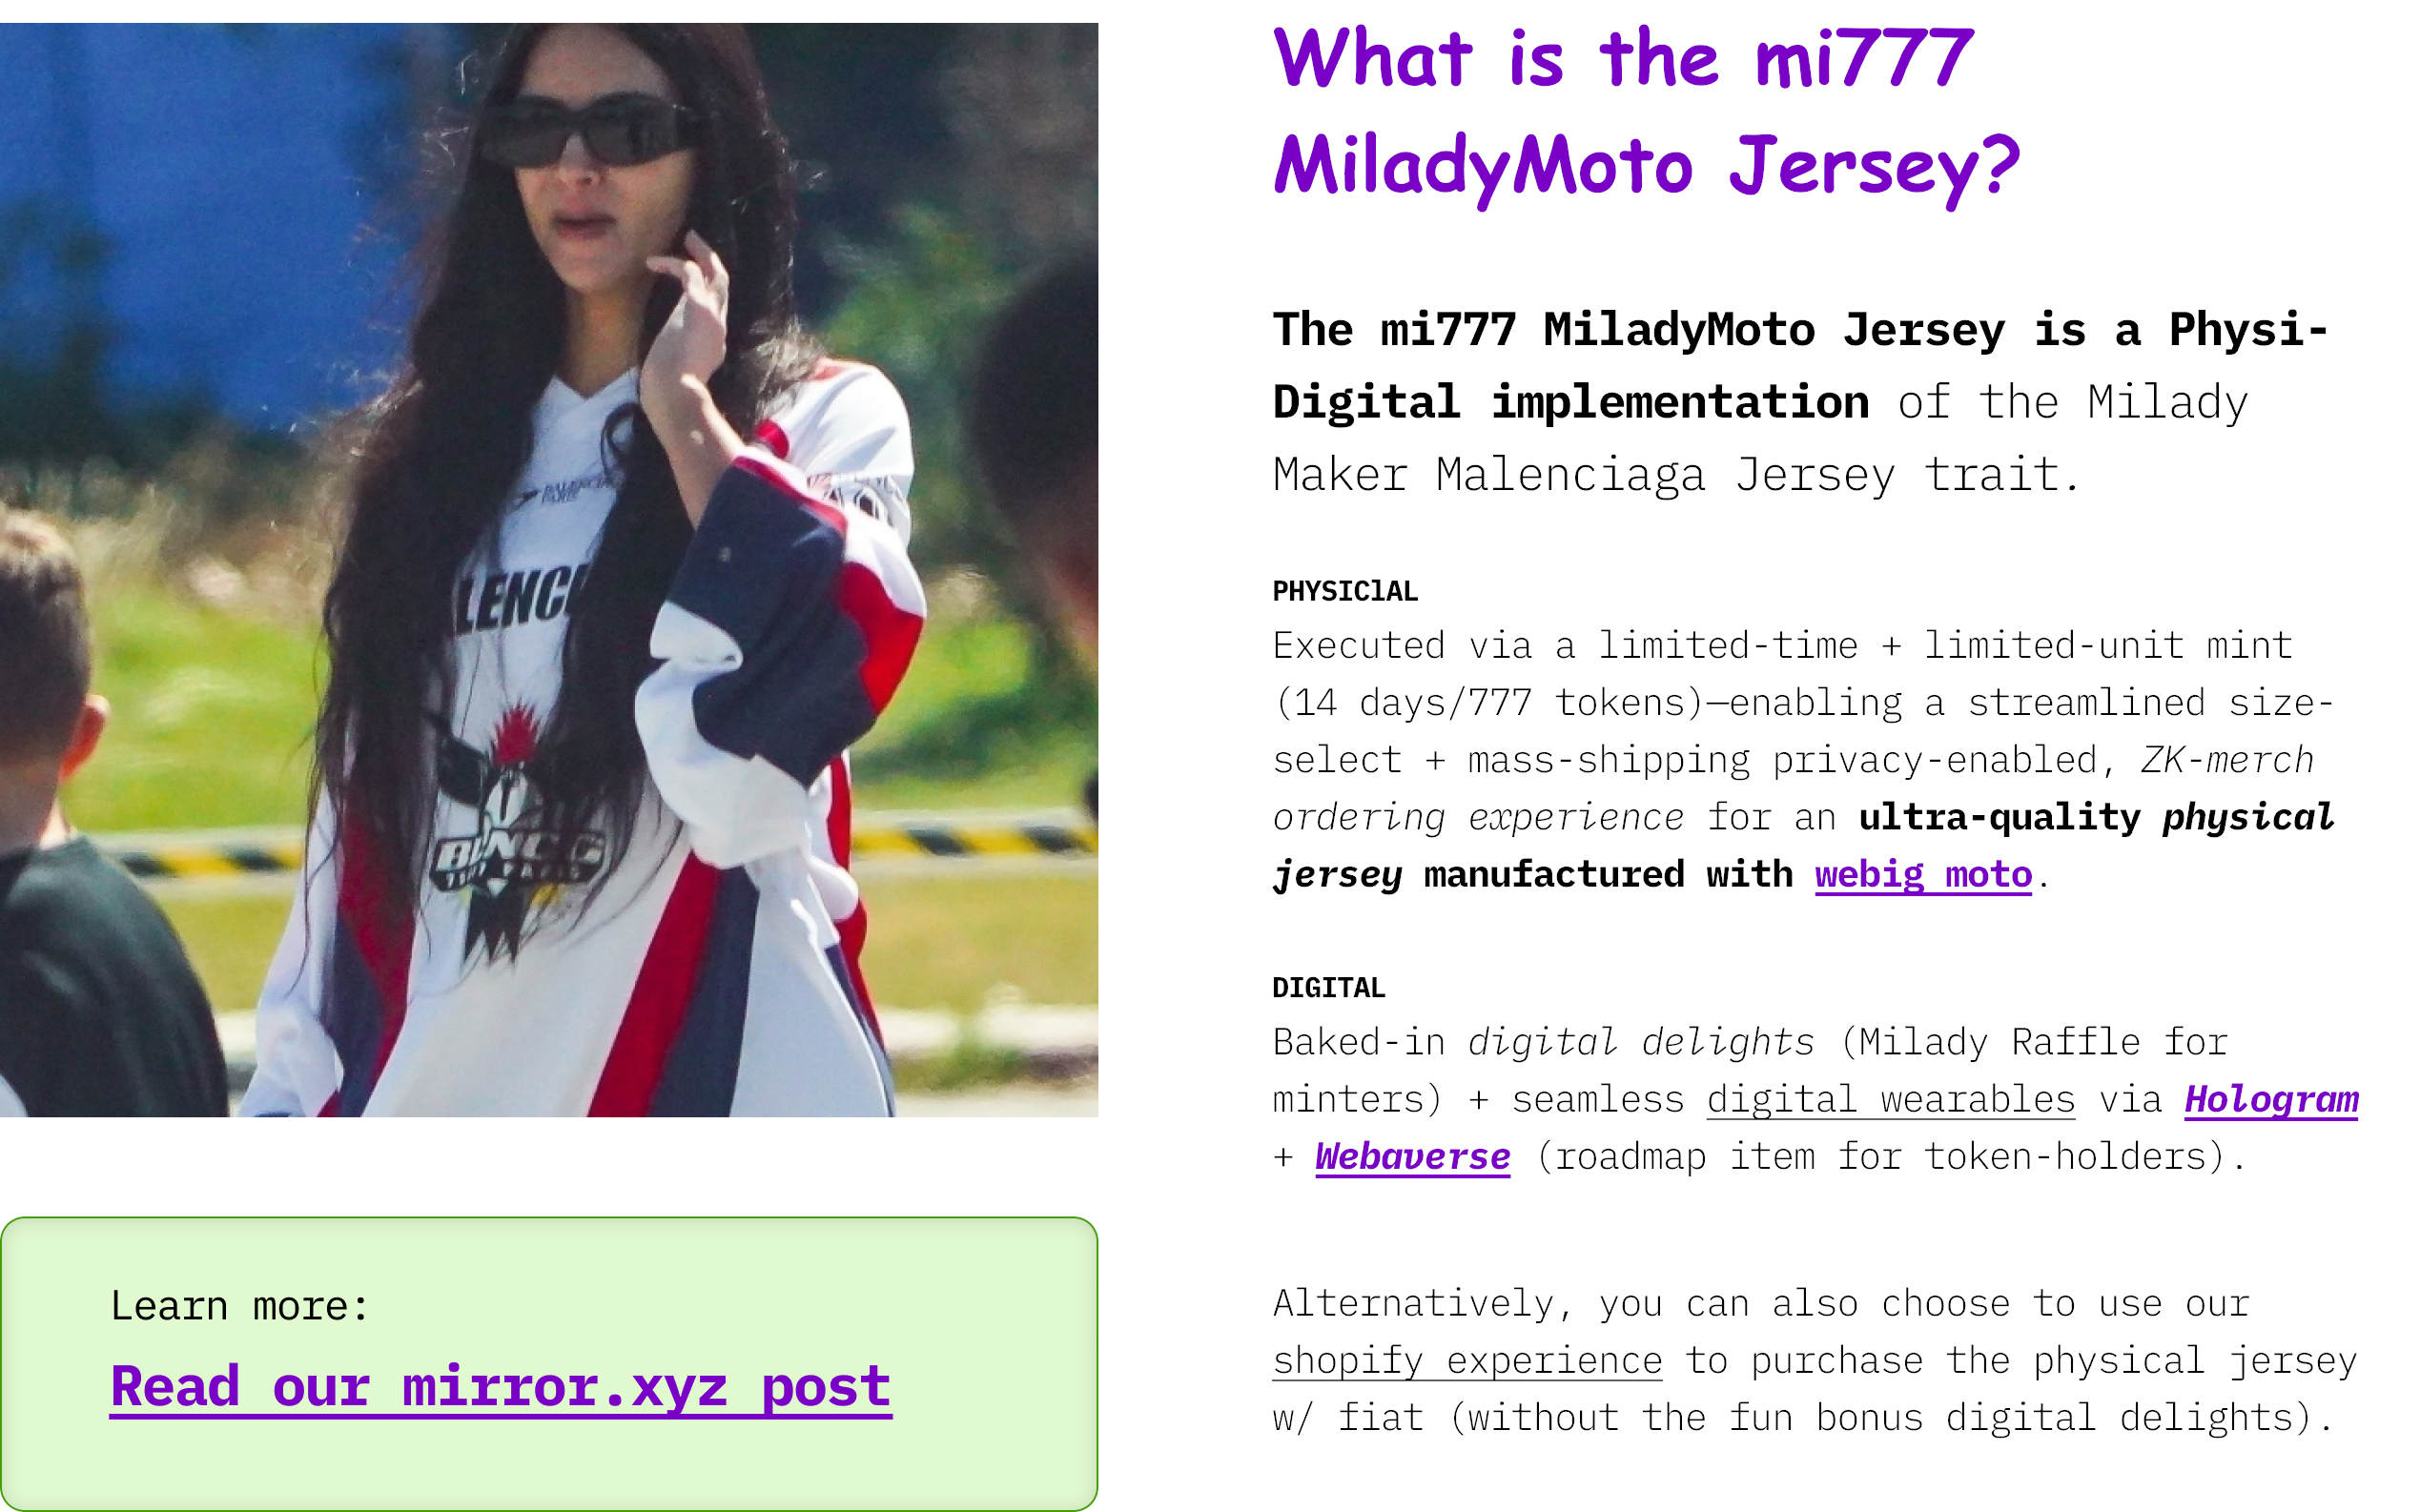 What is the mi777
MiladyMoto Jersey?
The mi777 MiladyMoto Jersey is a Physi-
Digital implementation of the Milady
Maker Malenciaga Jersey trait.
PHYSIClAL
Executed via a limited-time + limited-unit mint
(14 days/777 tokens)—enabling a streamlined size-
select + mass-shipping privacy-enabled, ZK-merch
ordering experience for an ultra-quality physical
jersey manufactured with webig moto.
DIGITAL
Baked-in digital delights (Milady Raffle for
minters) + seamless digital wearables via Hologram
+ Webaverse (roadmap item for token-holders).
Alternatively, you can also choose to use our
shopify experience to purchase the physical jersey
w/ fiat (without the fun bonus digital delights).
LENCI
Learn more:
Read our mirror.xyz post